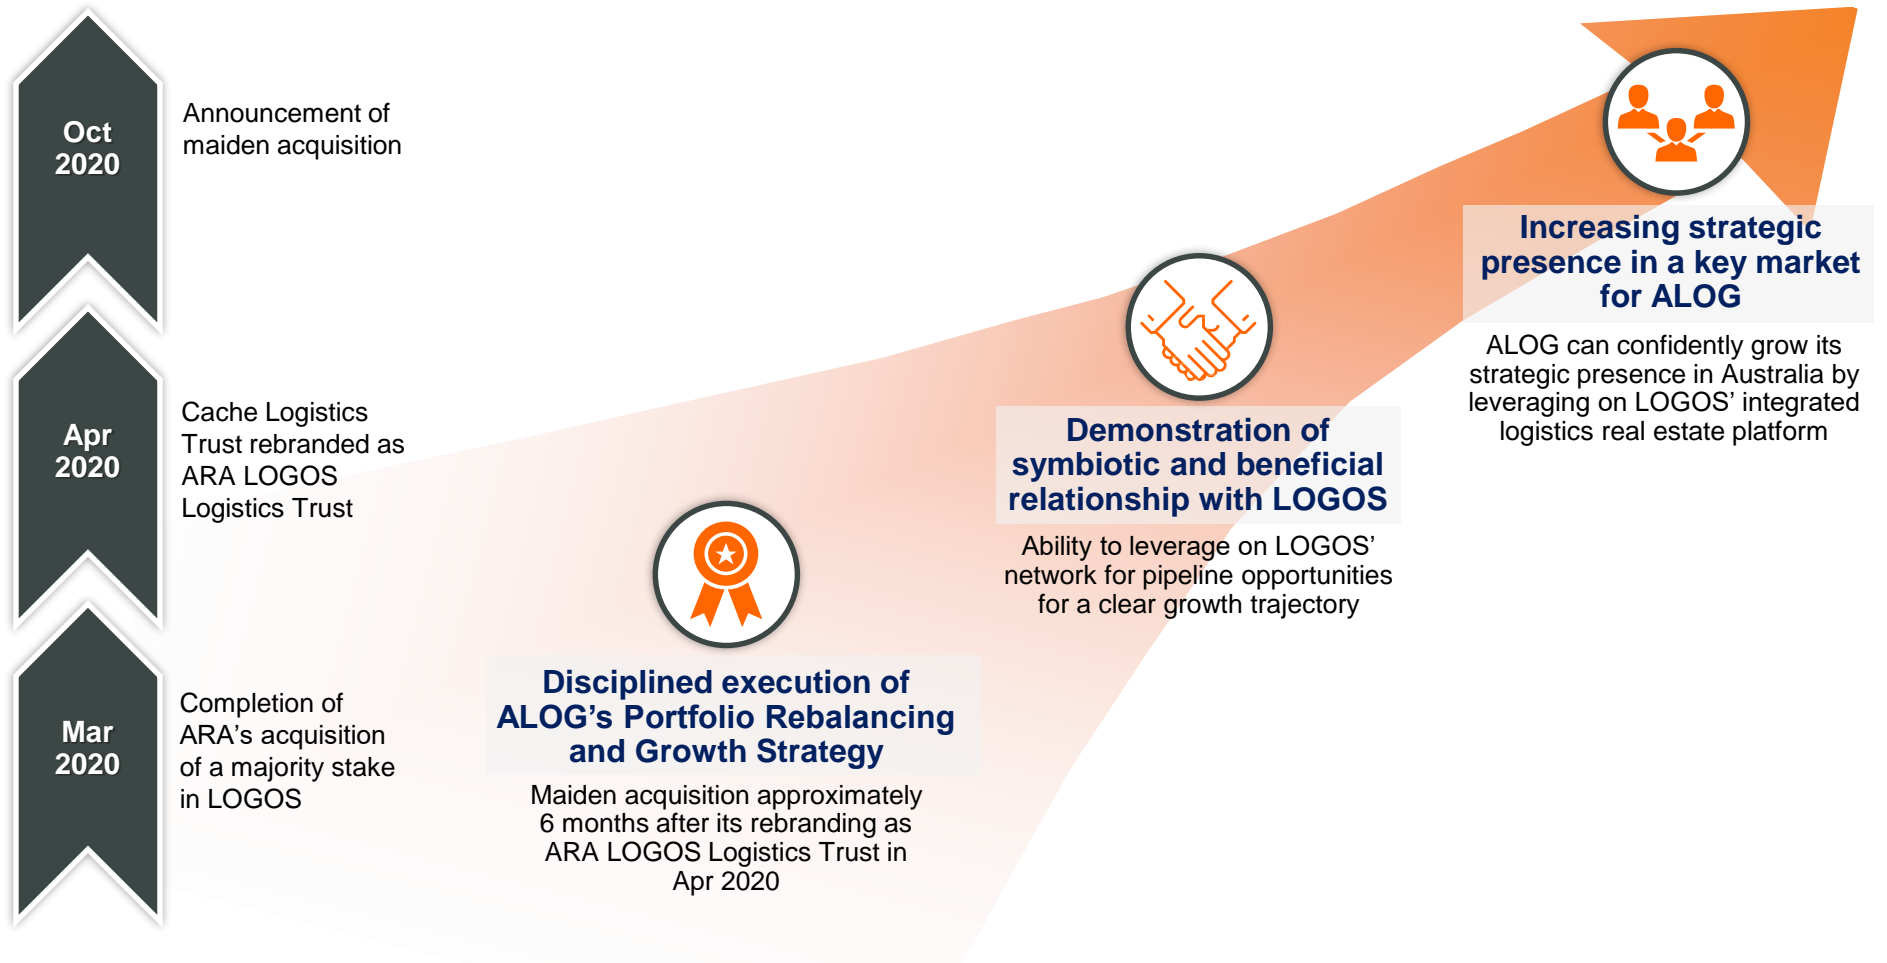 Oct
2020
Announcement of
maiden acquisition
Apr
2020
Cache Logistics
Trust rebranded as
ARA LOGOS
Logistics Trust
Mar
2020
Completion of
ARA’s acquisition
of a majority stake
in LOGOS
Disciplined execution of
ALOG’s Portfolio Rebalancing
and Growth Strategy
Maiden acquisition approximately
6 months after its rebranding as
ARA LOGOS Logistics Trust in
Apr 2020
Demonstration of
symbiotic and beneficial
relationship with LOGOS
Ability to leverage on LOGOS’
network for pipeline opportunities
for a clear growth trajectory
Increasing strategic
presence in a key market
for ALOG
ALOG can confidently grow its
strategic presence in Australia by
leveraging on LOGOS’ integrated
logistics real estate platform